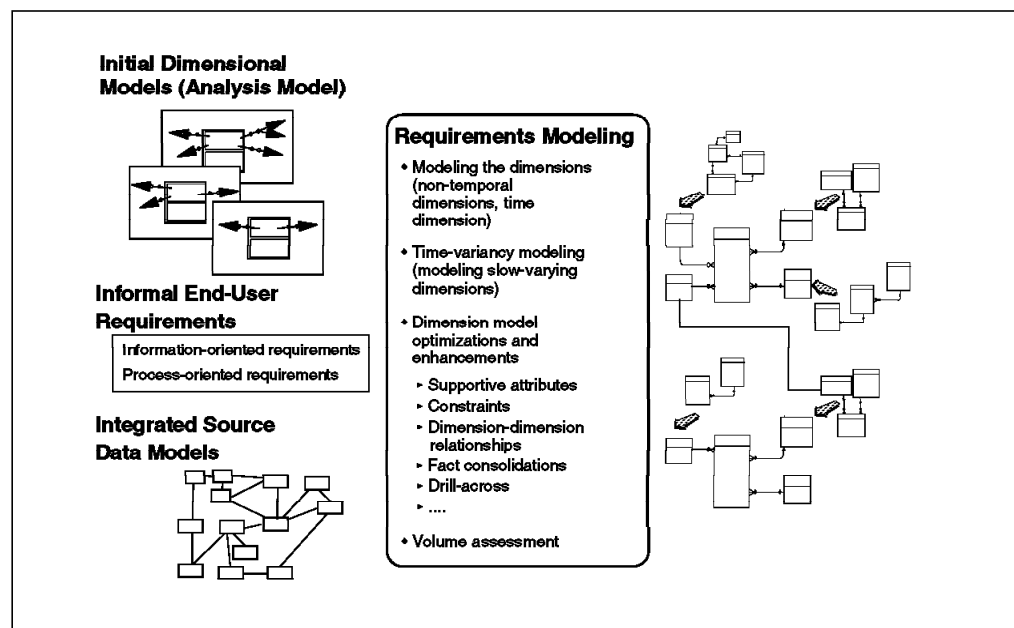 Initial Dimensional
Models (Analysis Model)
Informal End-User
Requirements
Information-oriented requirements
Process-oriented requirements
Integrated Source
Data Models
Requirements Modeling
• Modeling the dimensions
(non-temporal
dimensions, time
dimension)
• Time-variancy modeling
(modeling slow-varying
dimensions)
• Dimension model
optimizations and
enhancements
▸ Supportive attributes
▸ Constraints
▸ Dimension-dimension
relationships
▸ Fact consolidations
▸ Drill-across
▸ ....
• Volume assessment